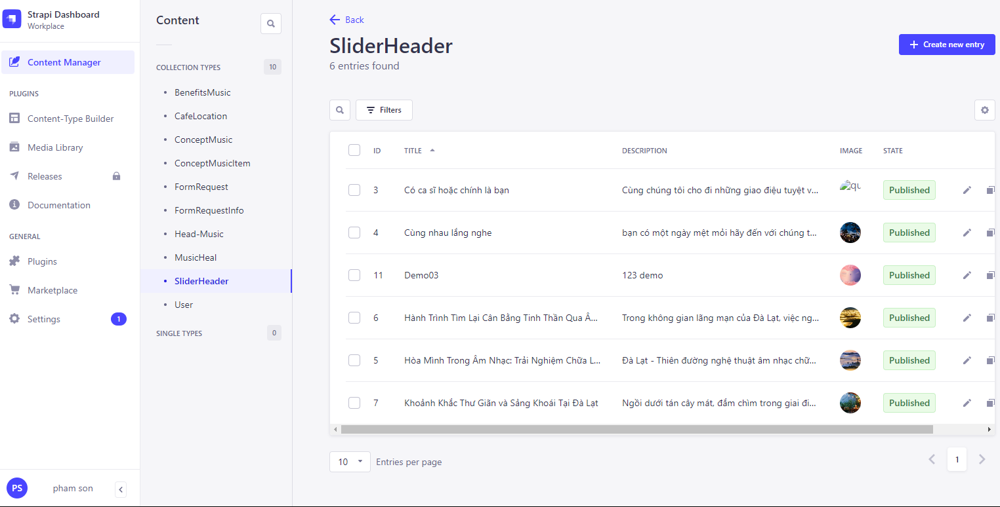 Strapi Dashboard
Workplace
Content Manager
PLUGINS
Content-Type Builder
Media Library
Releases
Documentation
GENERAL
Plugins
Marketplace
Settings 1
PS pham son
Content
COLLECTION TYPES 10
BenefitsMusic
CafeLocation
ConceptMusic
ConceptMusicItem
FormRequest
FormRequestInfo
Head-Music
MusicHeal
SliderHeader
User
SINGLE TYPES 0
Back
SliderHeader
Create new entry
6 entries found
Filters
ID TITLE DESCRIPTION IMAGE STATE
3 Có ca sĩ hoặc chính là bạn Cùng chúng tôi cho đi những giao điệu tuyệt v... qu Published
4 Cùng nhau lắng nghe bạn có một ngày mệt mỏi hãy đến với chúng t... Published
11 Demo03 123 demo Published
6 Hành Trình Tìm Lại Cân Bằng Tinh Thần Qua Â... Trong không gian lãng mạn của Đà Lạt, việc ng... Published
5 Hòa Mình Trong Âm Nhạc: Trải Nghiệm Chữa L... Đà Lạt - Thiên đường nghệ thuật âm nhạc chữ... Published
7 Khoảnh Khắc Thư Giãn và Sảng Khoái Tại Đà Lạt Ngồi dưới tán cây mát, đắm chìm trong giai đi... Published
10 Entries per page 1